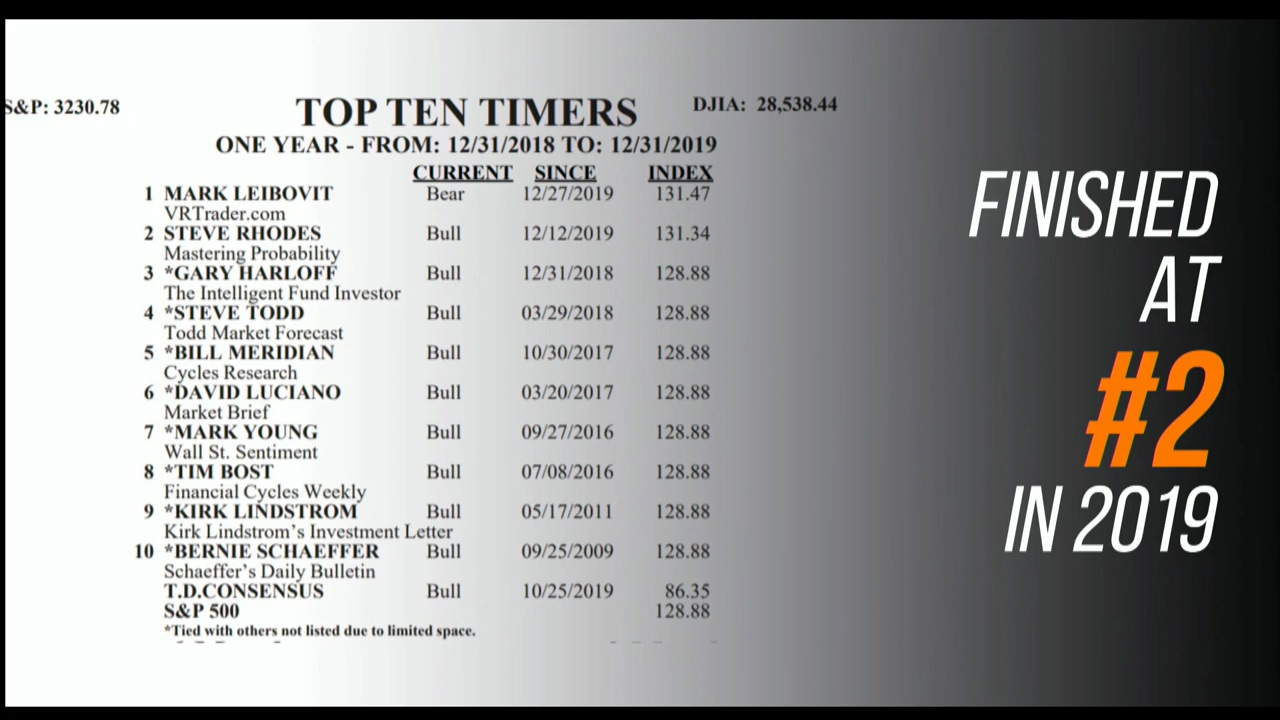 S&P: 3230.78
TOP TEN TIMERS
DJIA: 28,538.44
ONE YEAR - FROM: 12/31/2018 TO: 12/31/2019
CURRENT SINCE INDEX
1 MARK LEIBOVIT Bear 12/27/2019 131.47
VRTrader.com
2 STEVE RHODES Bull 12/12/2019 131.34
Mastering Probability
3 *GARY HARLOFF Bull 12/31/2018 128.88
The Intelligent Fund Investor
4 *STEVE TODD Bull 03/29/2018 128.88
Todd Market Forecast
5 *BILL MERIDIAN Bull 10/30/2017 128.88
Cycles Research
6 *DAVID LUCIANO Bull 03/20/2017 128.88
Market Brief
7 *MARK YOUNG Bull 09/27/2016 128.88
Wall St. Sentiment
8 *TIM BOST Bull 07/08/2016 128.88
Financial Cycles Weekly
9 *KIRK LINDSTROM Bull 05/17/2011 128.88
Kirk Lindstrom's Investment Letter
10 *BERNIE SCHAEFFER Bull 09/25/2009 128.88
Schaeffer's Daily Bulletin
T.D.CONSENSUS Bull 10/25/2019 86.35
S&P 500 128.88
*Tied with others not listed due to limited space.
FINISHED
AT
#2
IN 2019